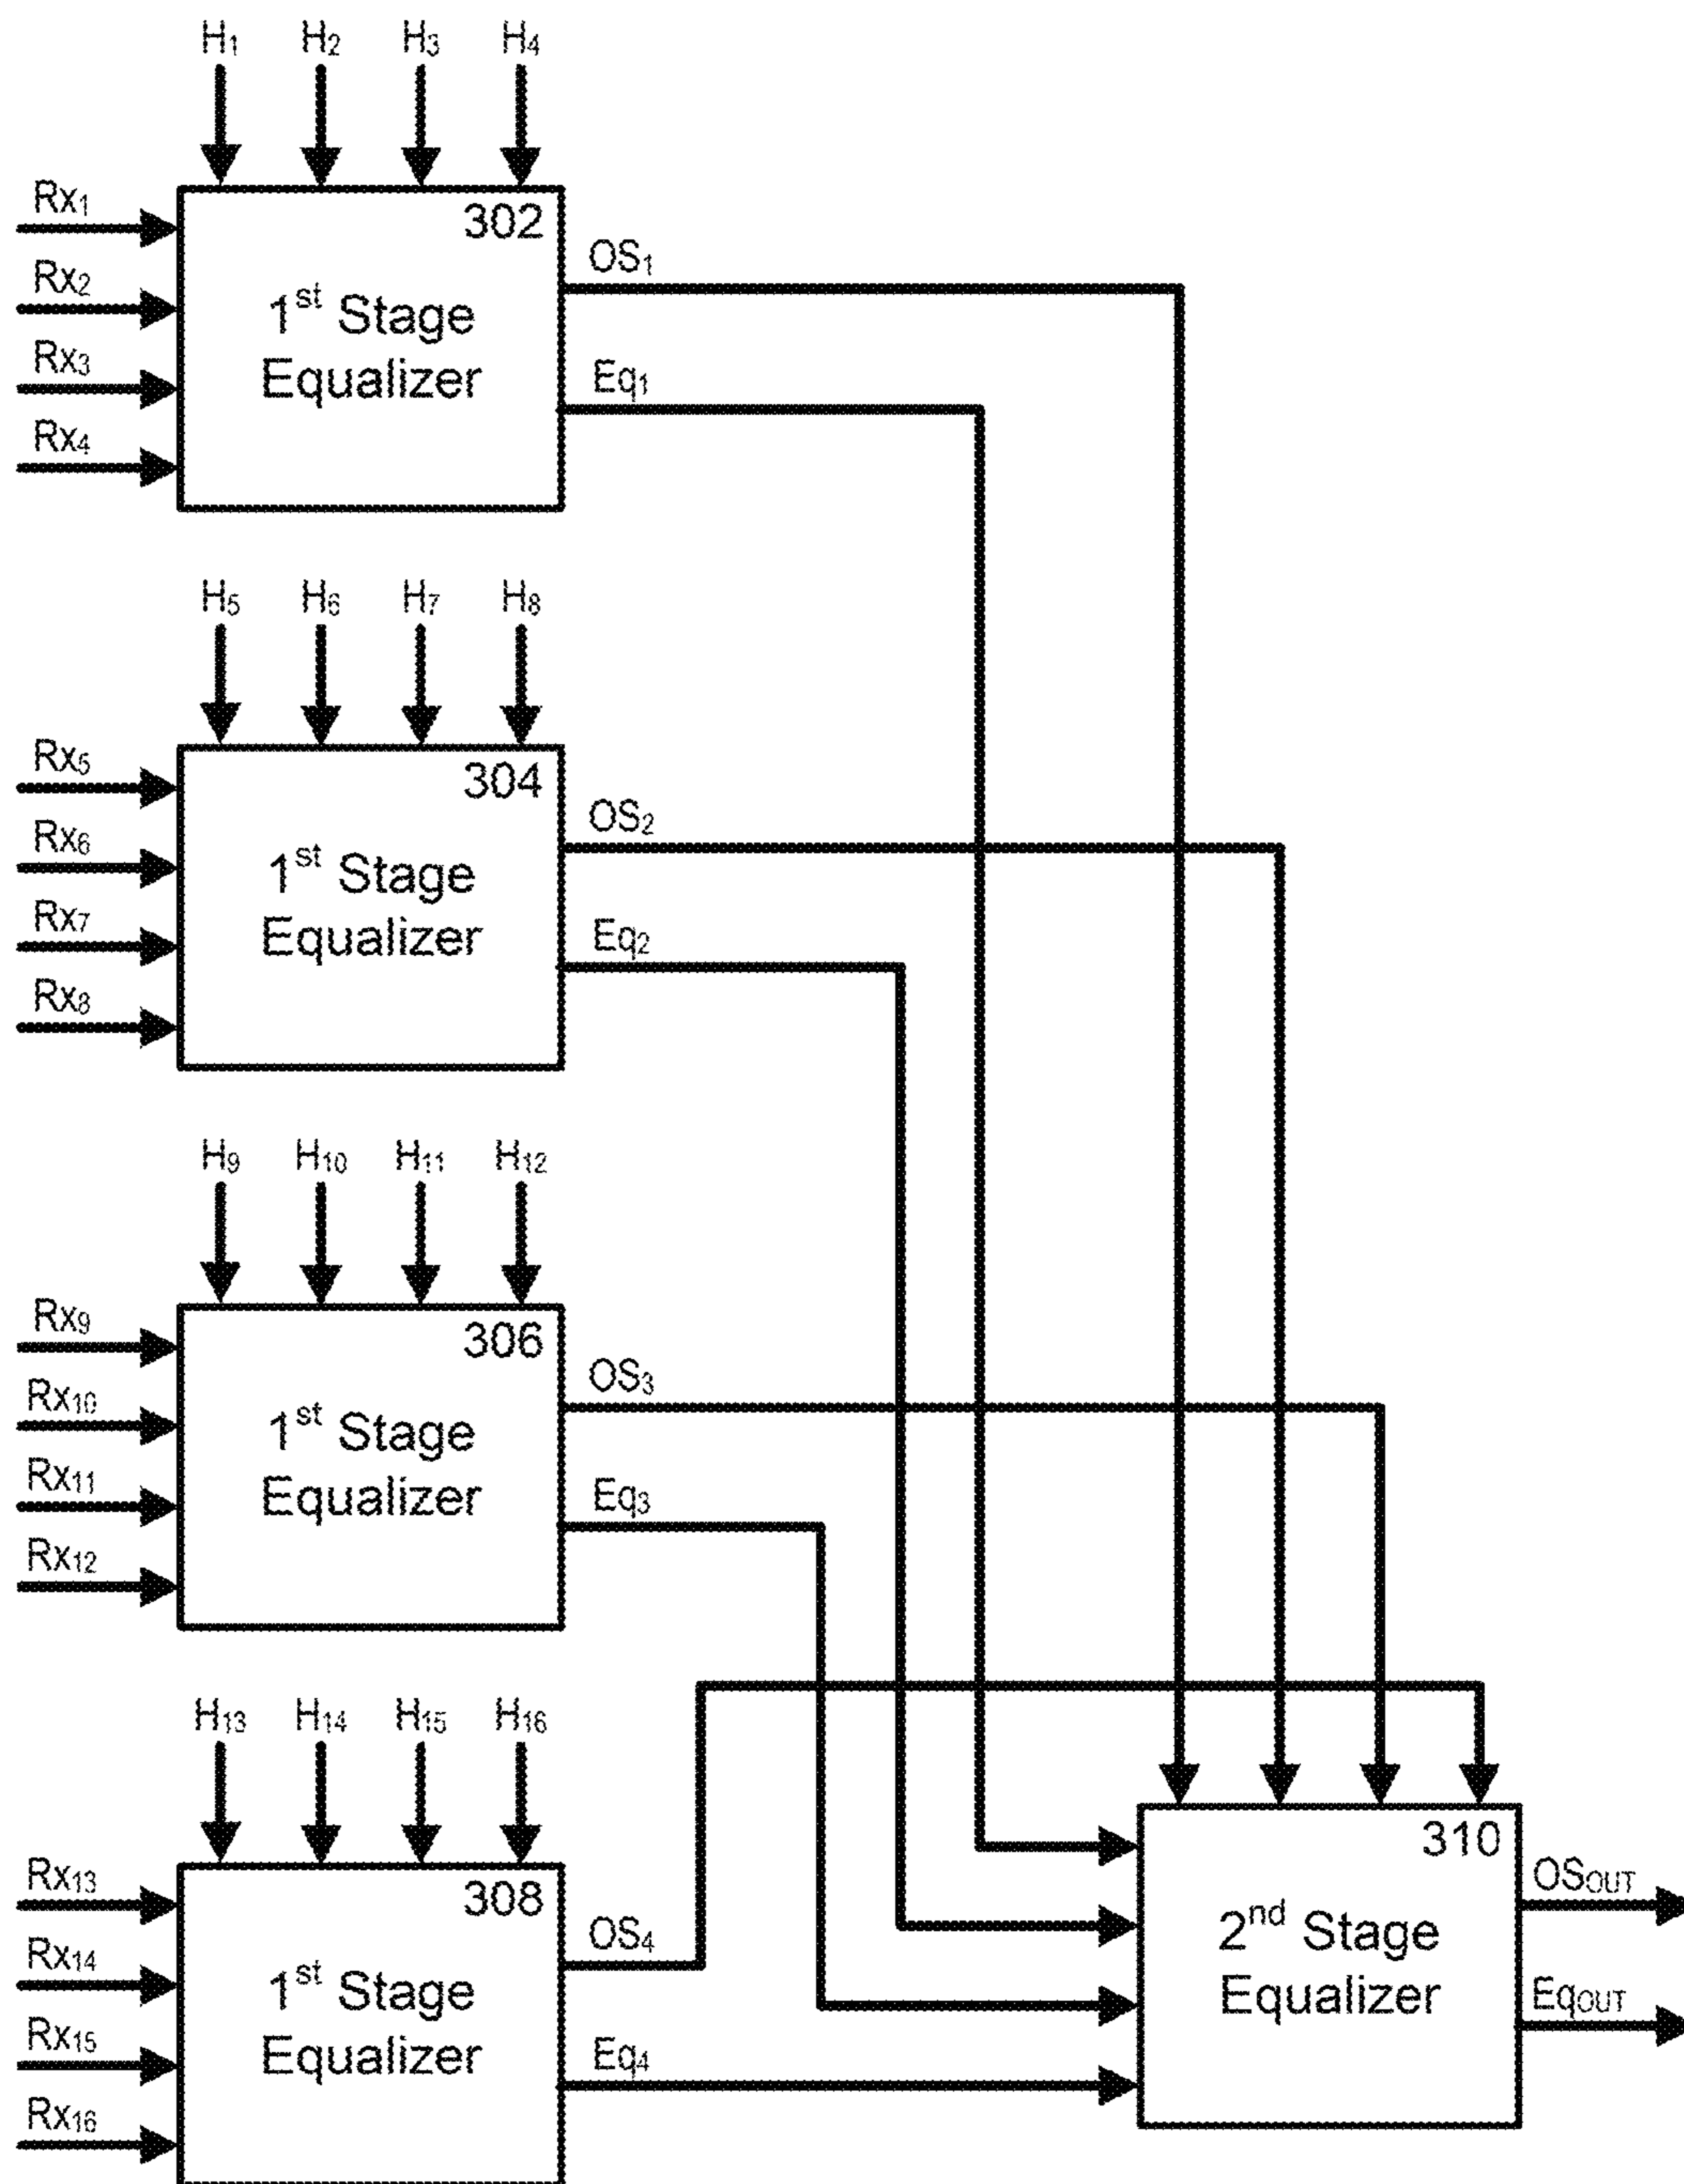 H₁ H₂ H₃ H₄
Rx₁
Rx₂
Rx₃
Rx₄
302
1st Stage
Equalizer
OS₁
Eq₁
H₅ H₆ H₇ H₈
Rx₅
Rx₆
Rx₇
Rx₈
304
1st Stage
Equalizer
OS₂
Eq₂
H₉ H₁₀ H₁₁ H₁₂
Rx₉
Rx₁₀
Rx₁₁
Rx₁₂
306
1st Stage
Equalizer
OS₃
Eq₃
H₁₃ H₁₄ H₁₅ H₁₆
Rx₁₃
Rx₁₄
Rx₁₅
Rx₁₆
308
1st Stage
Equalizer
OS₄
Eq₄
310
2nd Stage
Equalizer
OSOUT
EqOUT